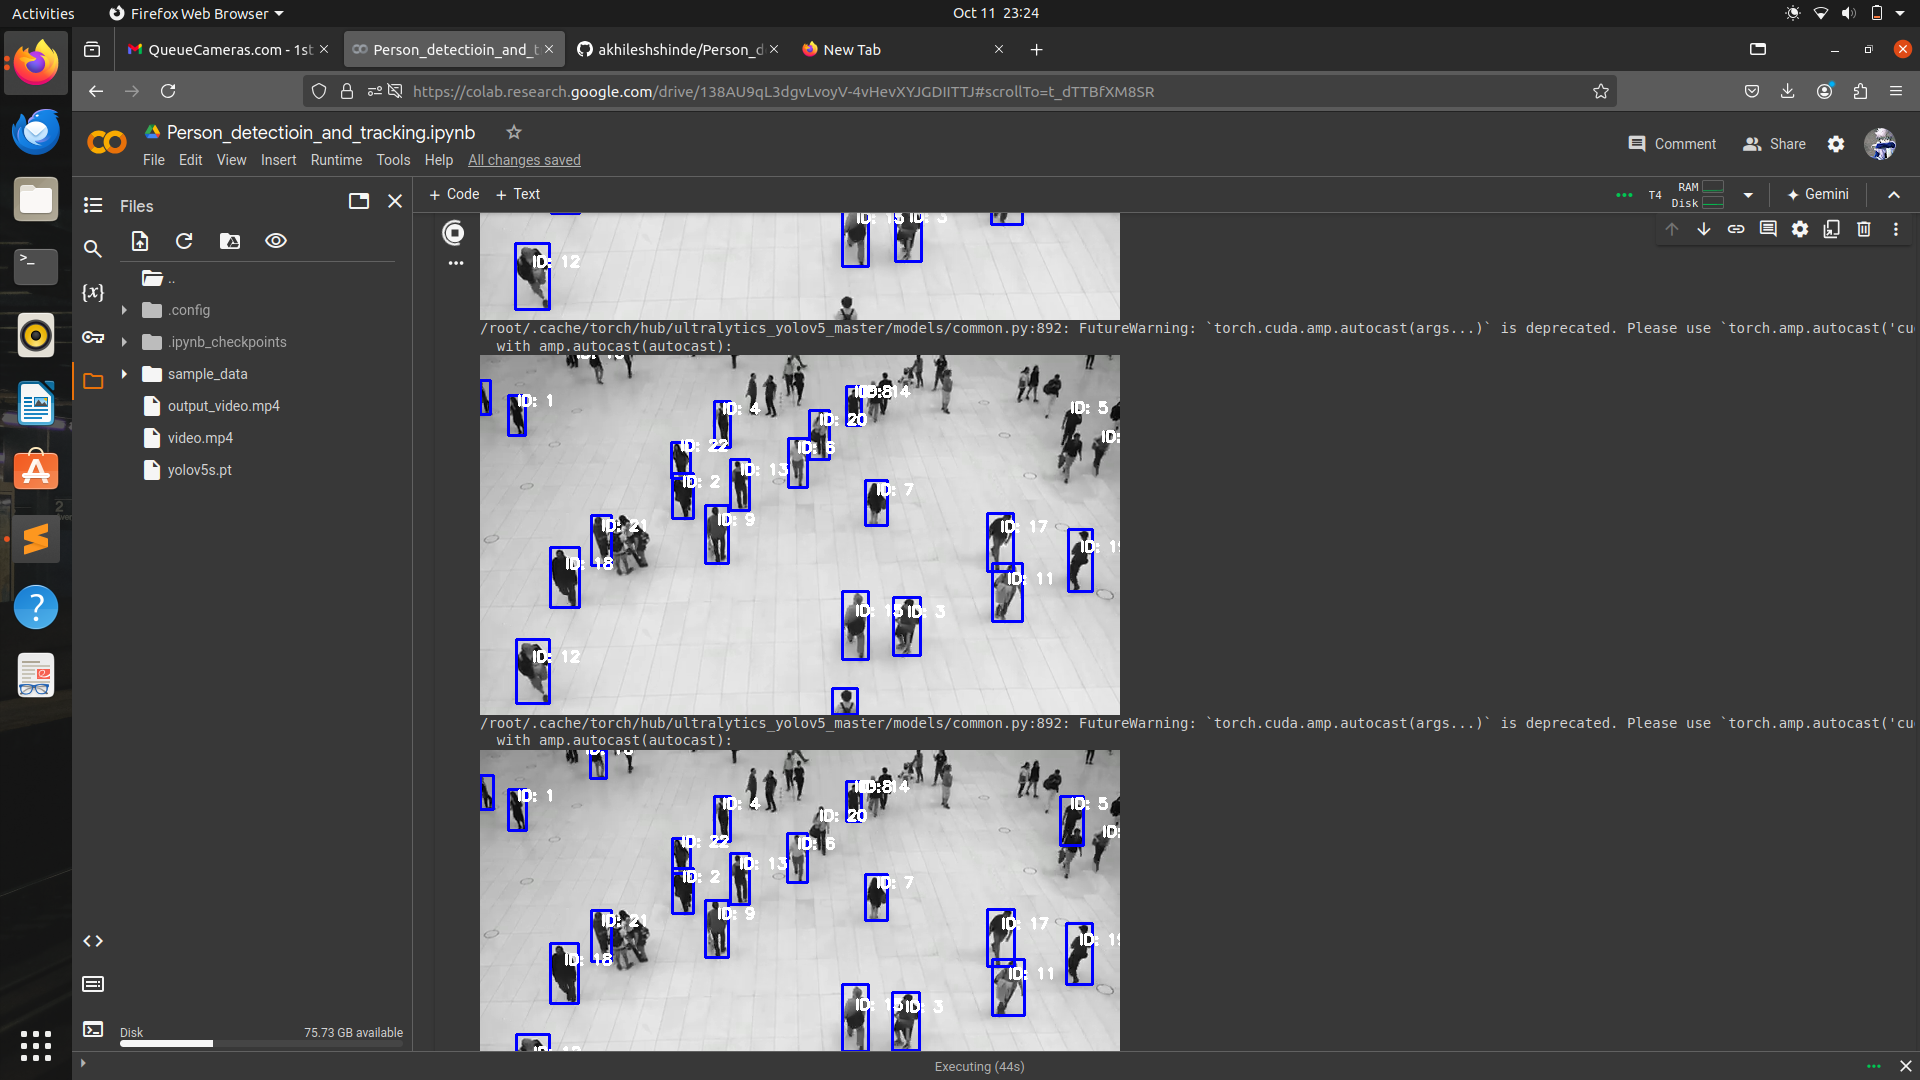 Activities
Firefox Web Browser
Oct 11 23:24
QueueCameras.com - 1st
Person_detectioin_and_t
akhileshshinde/Person_d
New Tab
https://colab.research.google.com/drive/138AU9qL3dgvLvoyV-4vHevXYJGDIITTJ#scrollTo=t_dTTBfXM8SR
Person_detectioin_and_tracking.ipynb
File Edit View Insert Runtime Tools Help All changes saved
Comment
Share
Files
+ Code + Text
T4
RAM
Disk
Gemini
..
.config
.ipynb_checkpoints
sample_data
output_video.mp4
video.mp4
yolov5s.pt
ID: 15
ID: 3
ID: 12
/root/.cache/torch/hub/ultralytics_yolov5_master/models/common.py:892: FutureWarning: `torch.cuda.amp.autocast(args...)` is deprecated. Please use `torch.amp.autocast('cu
with amp.autocast(autocast):
ID: 1
ID: 4
ID: 8
ID: 14
ID: 5
ID: 20
ID:
ID: 22
ID: 6
ID: 13
ID: 2
ID: 7
ID: 21
ID: 9
ID: 17
ID: 18
ID: 11
ID: 15
ID: 3
ID: 12
/root/.cache/torch/hub/ultralytics_yolov5_master/models/common.py:892: FutureWarning: `torch.cuda.amp.autocast(args...)` is deprecated. Please use `torch.amp.autocast('cu
with amp.autocast(autocast):
ID: 1
ID: 4
ID: 8
ID: 14
ID: 5
ID: 20
ID:
ID: 22
ID: 6
ID: 13
ID: 2
ID: 7
ID: 21
ID: 9
ID: 17
ID: 18
ID: 11
ID: 15
ID: 3
Disk
75.73 GB available
Executing (44s)